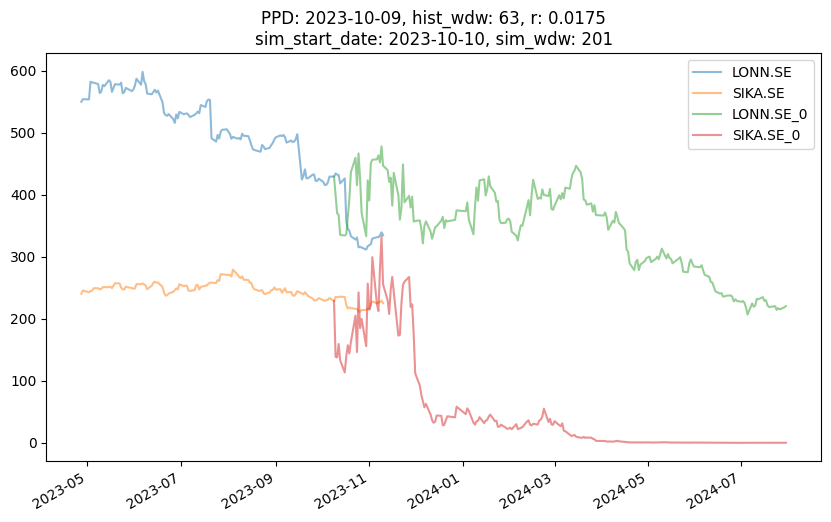 PPD: 2023-10-09, hist_wdw: 63, r: 0.0175
sim_start_date: 2023-10-10, sim_wdw: 201
LONN.SE
SIKA.SE
LONN.SE_0
SIKA.SE_0
600
500
400
300
200
100
0
2023-05
2023-07
2023-09
2023-11
2024-01
2024-03
2024-05
2024-07